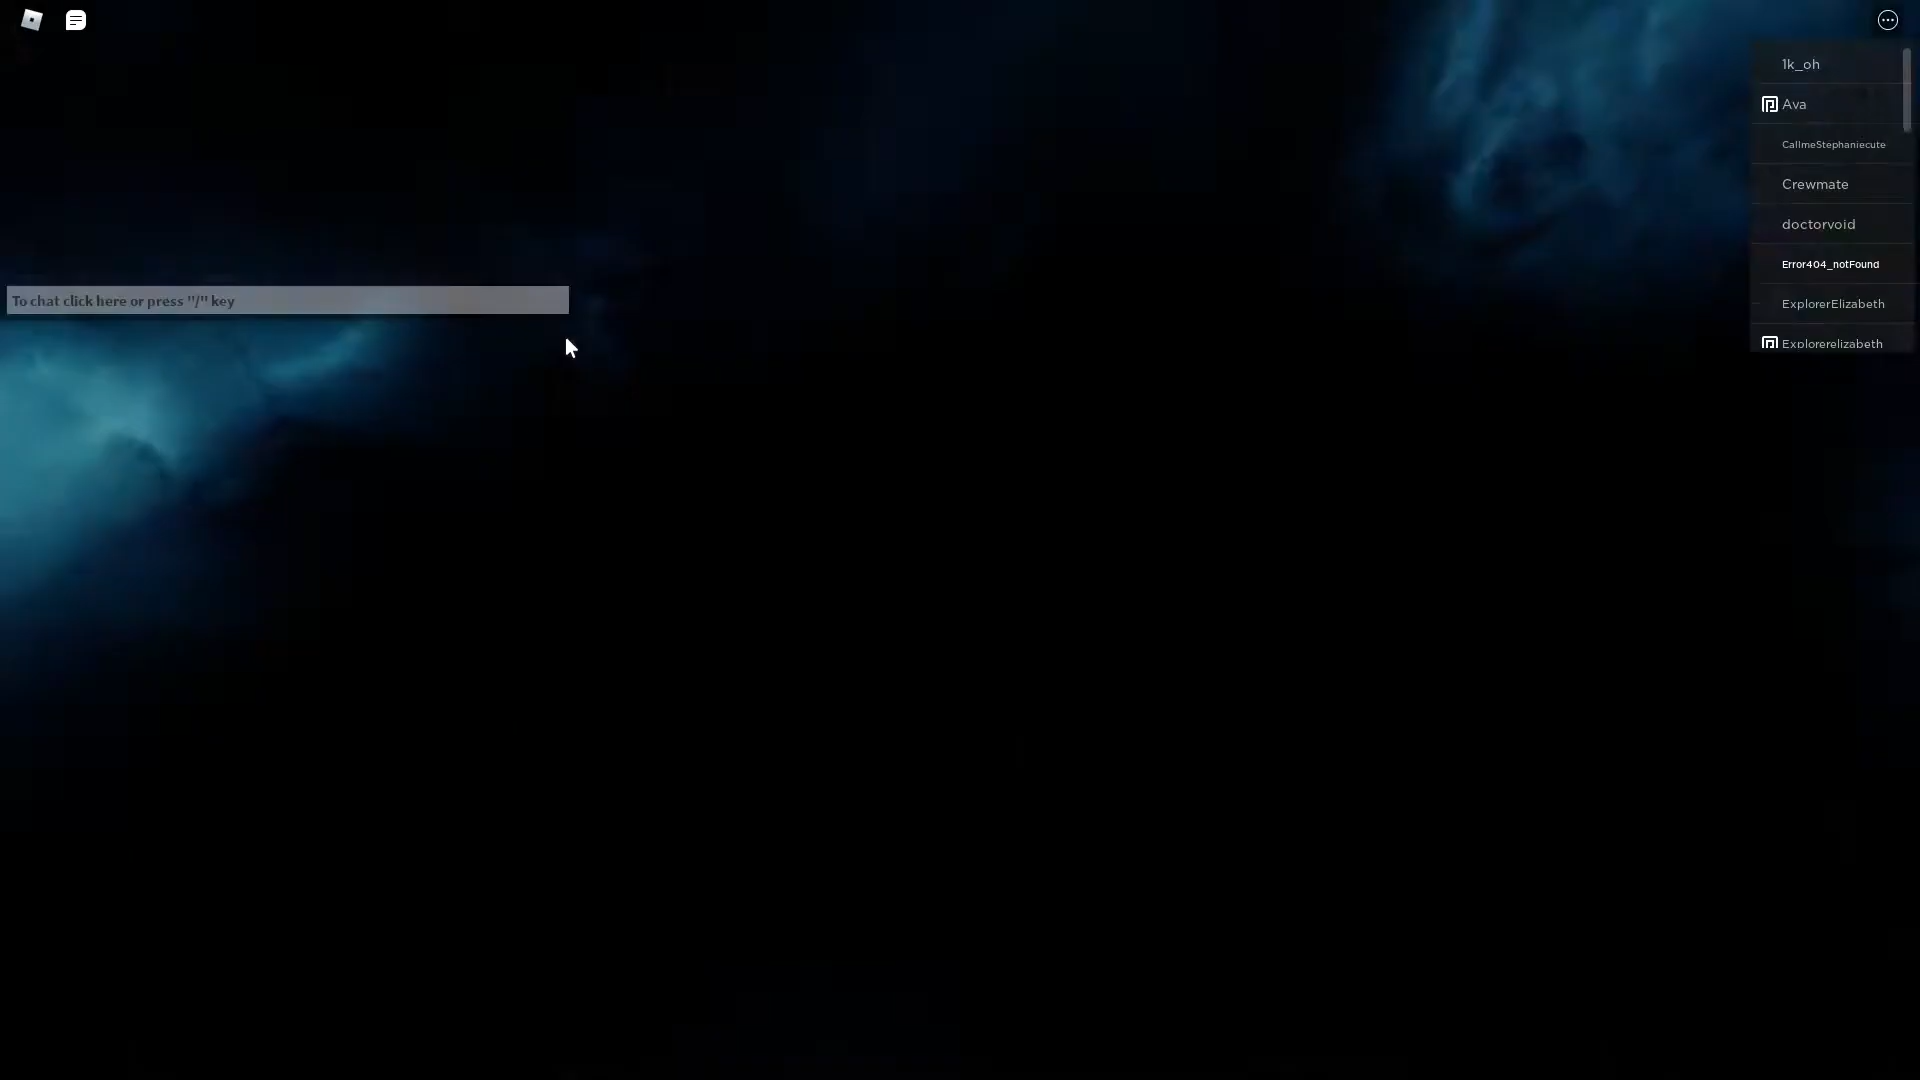 To chat click here or press "/" key
1k_oh
Ava
CallmeStephaniecute
Crewmate
doctorvoid
Error404_notFound
ExplorerElizabeth
Explorerelizabeth